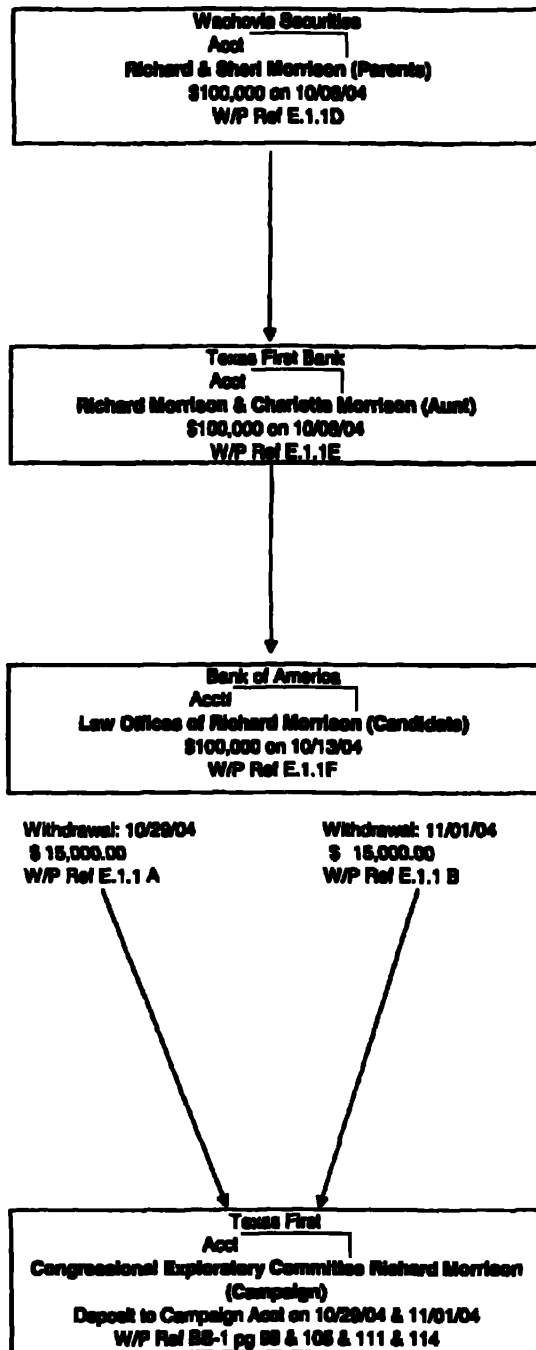 Wachovia Securities
Acct
Richard & Sheri Morrison (Parents)
$100,000 on 10/08/04
W/P Ref E.1.1D
Texas First Bank
Acct
Richard Morrison & Charlette Morrison (Aunt)
$100,000 on 10/08/04
W/P Ref E.1.1E
Bank of America
Acct#
Law Offices of Richard Morrison (Candidate)
$100,000 on 10/13/04
W/P Ref E.1.1F
Withdrawal: 10/29/04
$ 15,000.00
W/P Ref E.1.1 A
Withdrawal: 11/01/04
$ 15,000.00
W/P Ref E.1.1 B
Texas First
Acct
Congressional Exploratory Committee Richard Morrison
(Campaign)
Deposit to Campaign Acct on 10/29/04 & 11/01/04
W/P Ref BS-1 pg & 105 & 111 & 114